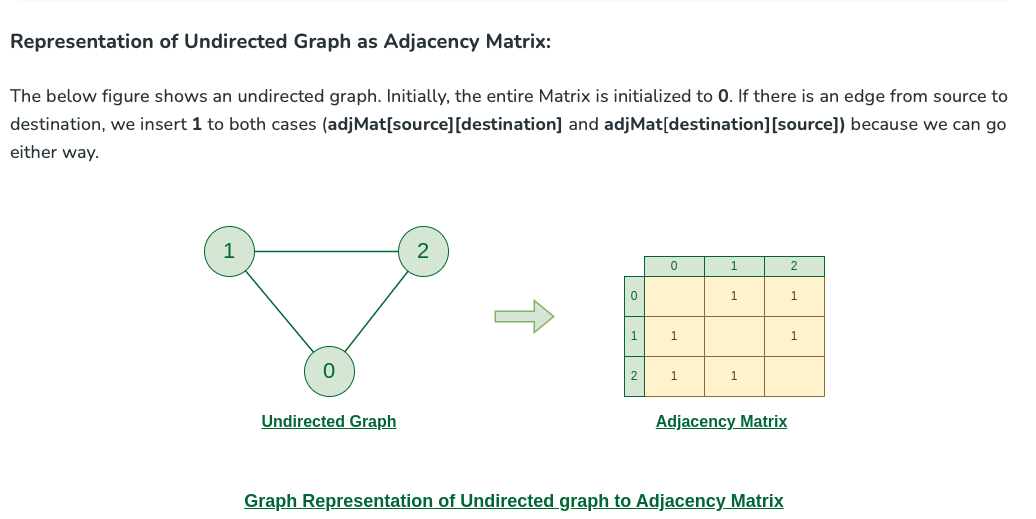 Representation of Undirected Graph as Adjacency Matrix:
The below figure shows an undirected graph. Initially, the entire Matrix is initialized to 0. If there is an edge from source to
destination, we insert 1 to both cases (adjMat[source][destination] and adjMat[destination][source]) because we can go
either way.
1 2
0
Undirected Graph
0 1 2
0 1 1
1 1 1
2 1 1
Adjacency Matrix
Graph Representation of Undirected graph to Adjacency Matrix